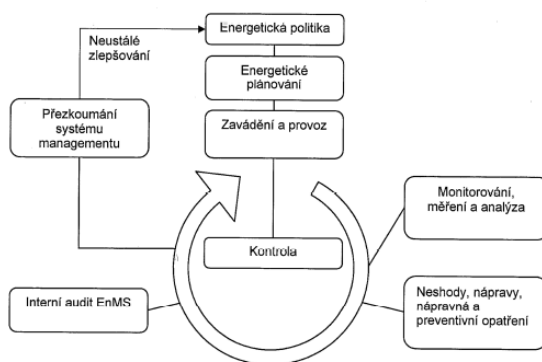 Neustálé
zlepšování
Energetická politika
Energetické
plánování
Přezkoumání
systému
managementu
Zavádění a provoz
Monitorování,
měření a analýza
Kontrola
Interní audit EnMS
Neshody, nápravy,
nápravná a
preventivní opatření